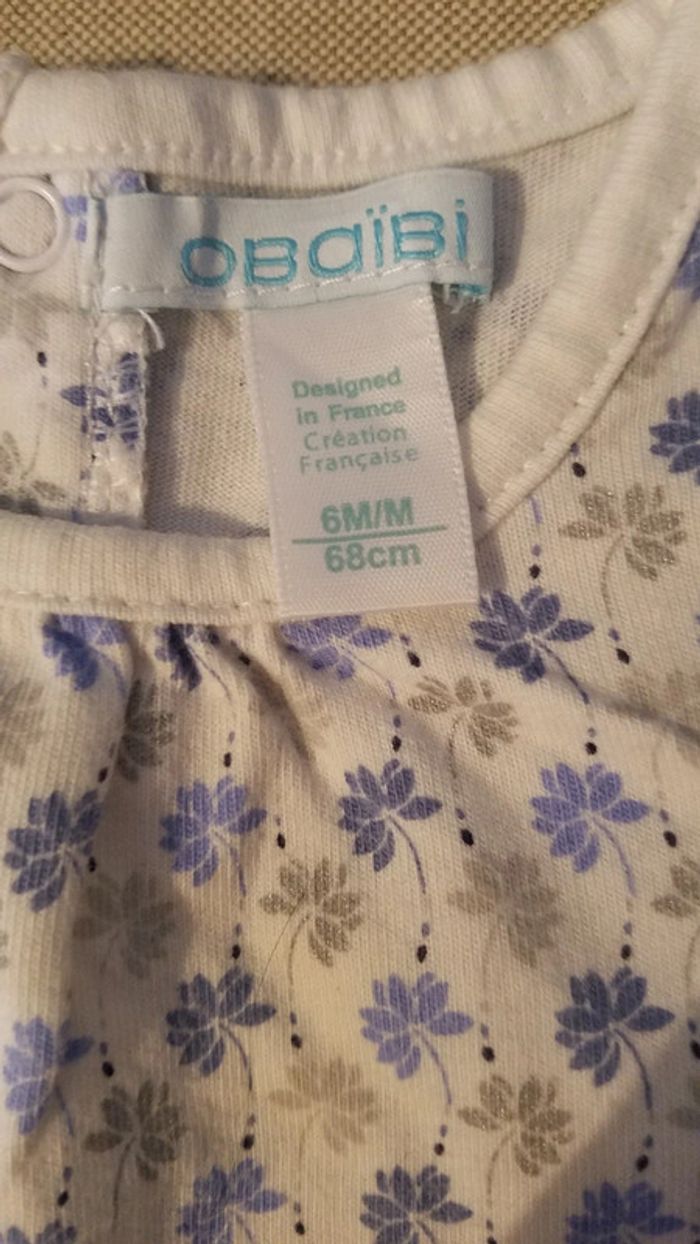 OBaïBi
Designed
in France
Création
Française
6M/M
68cm